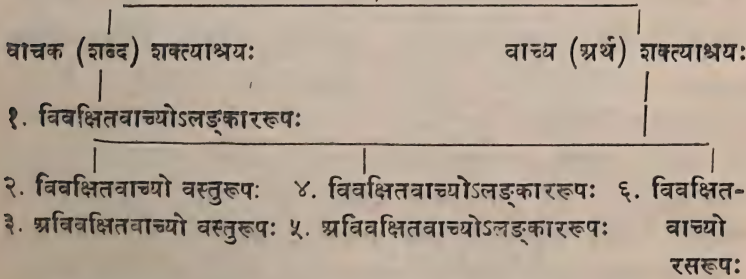 वाचक (शब्द) शक्त्याश्रयः वाच्य (अर्थ) शक्त्याश्रयः
१. विवक्षितवाच्योऽलङ्काररूपः
२. विवक्षितवाच्यो वस्तुरूपः ४. विवक्षितवाच्योऽलङ्काररूपः ६. विवक्षित-
३. अविवक्षितवाच्यो वस्तुरूपः ५. अविवक्षितवाच्योऽलङ्काररूपः वाच्यो
रसरूपः